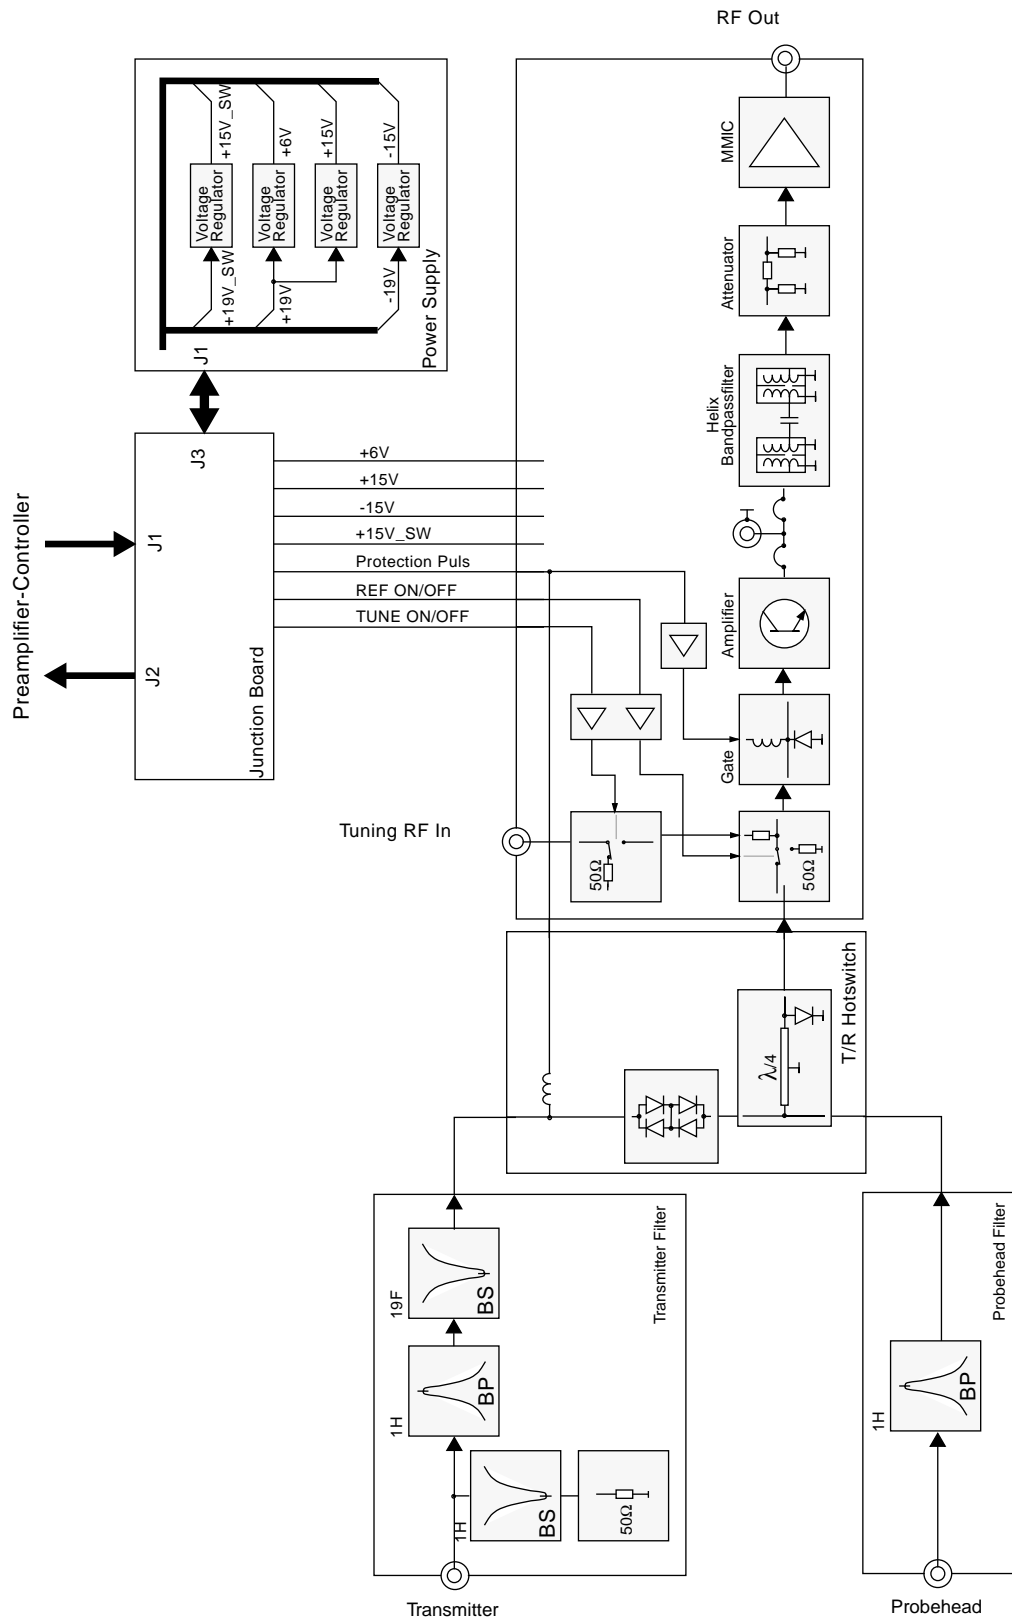 RF Out
+15V_SW
+6V
+15V
-15V
Voltage
Regulator
Voltage
Regulator
Voltage
Regulator
Voltage
Regulator
+19V_SW
+19V
-19V
Power Supply
J1
J3
J1
J2
Junction Board
Preamplifier-Controller
+6V
+15V
-15V
+15V_SW
Protection Puls
REF ON/OFF
TUNE ON/OFF
MMIC
Attenuator
Helix
Bandpassfilter
Amplifier
Gate
Tuning RF In
50Ω
50Ω
T/R Hotswitch
λ/4
19F
BS
1H
BP
1H
BS
50Ω
Transmitter Filter
Transmitter
1H
BP
Probehead Filter
Probehead